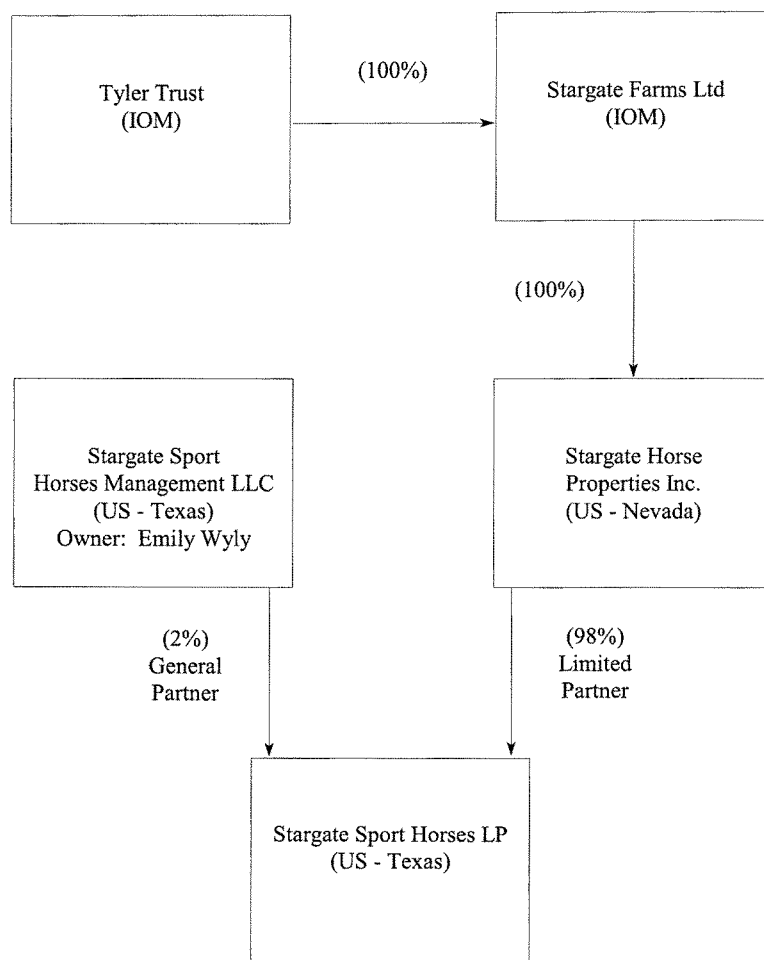 Tyler Trust
(IOM)
(100%)
Stargate Farms Ltd
(IOM)
(100%)
Stargate Sport
Horses Management LLC
(US - Texas)
Owner:  Emily Wyly
Stargate Horse
Properties Inc.
(US - Nevada)
(2%)
General
Partner
(98%)
Limited
Partner
Stargate Sport Horses LP
(US - Texas)